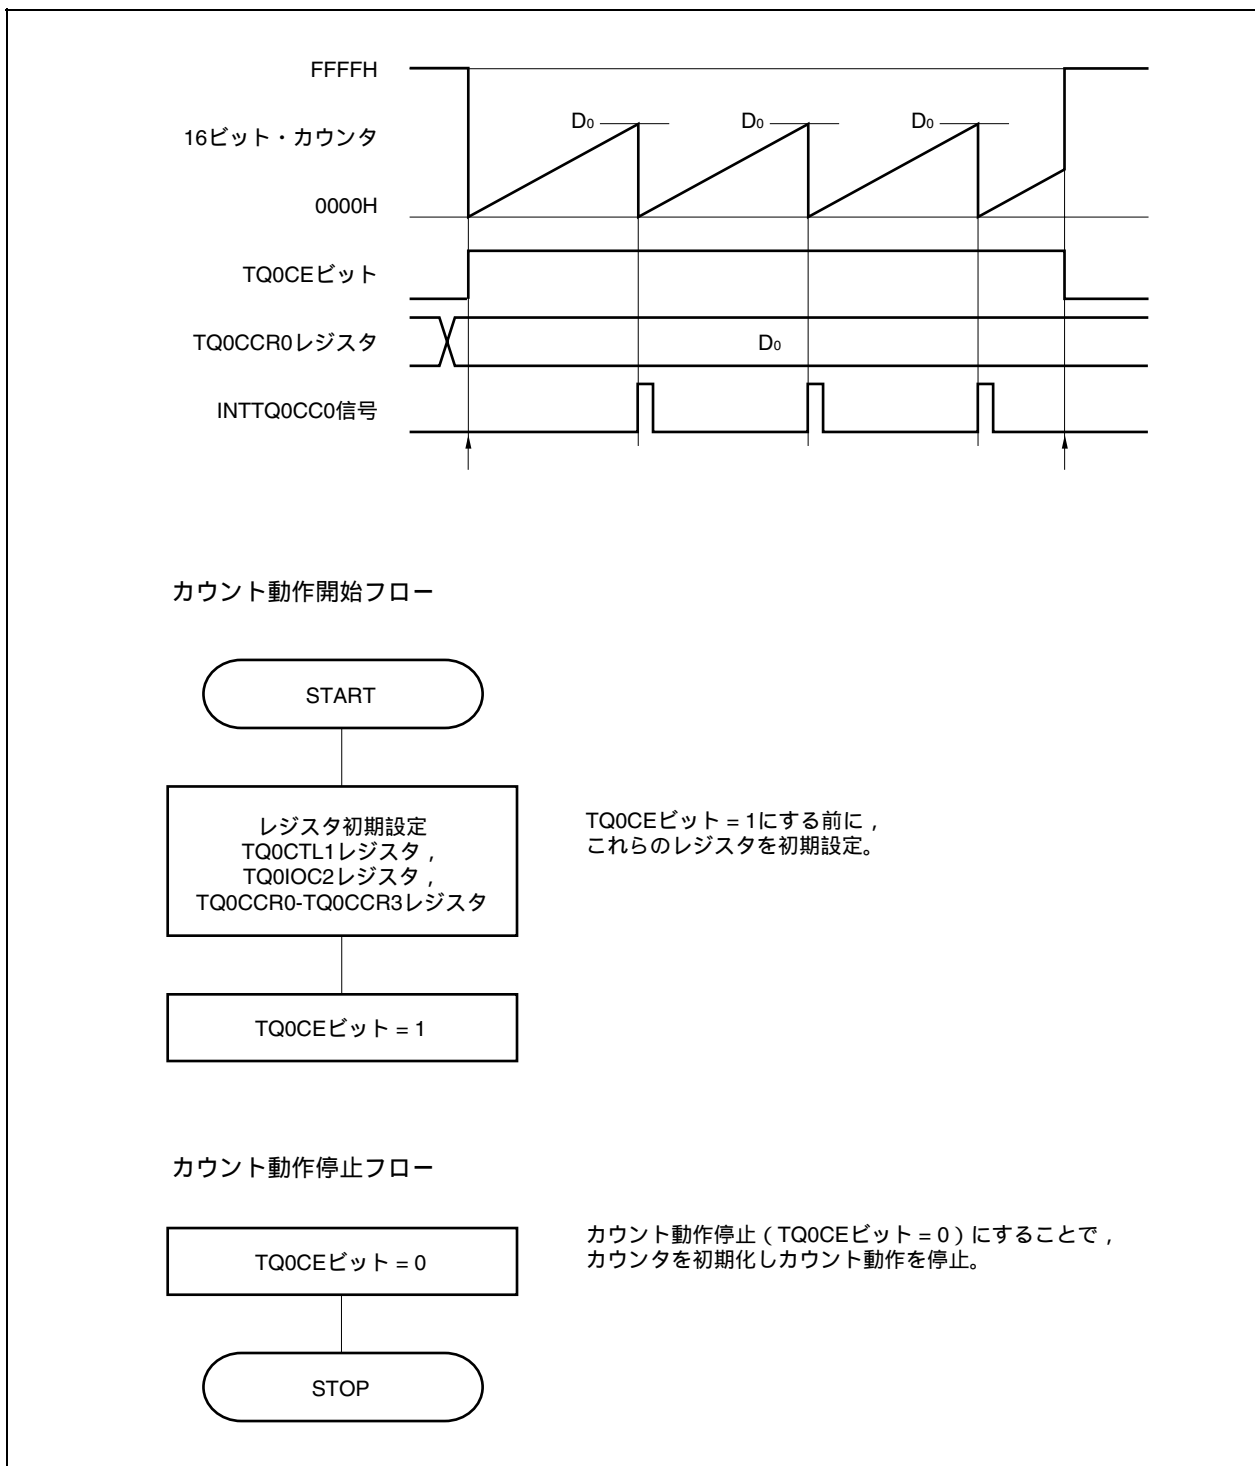 FFFFH
16ビット・カウンタ
D0 D0 D0
0000H
TQ0CEビット
TQ0CCR0レジスタ
D0
INTTQ0CC0信号
カウント動作開始フロー
START
レジスタ初期設定
TQ0CTL1レジスタ，
TQ0IOC2レジスタ，
TQ0CCR0-TQ0CCR3レジスタ
TQ0CEビット = 1にする前に，
これらのレジスタを初期設定。
TQ0CEビット = 1
カウント動作停止フロー
TQ0CEビット = 0
カウント動作停止（TQ0CEビット = 0）にすることで，
カウンタを初期化しカウント動作を停止。
STOP